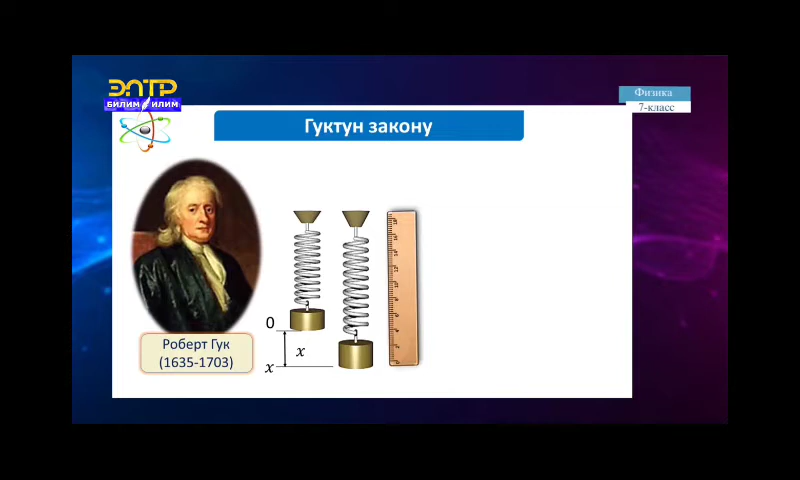 ЭЛТР
БИЛИМ ИЛИМ
Физика
7-класс
Гуктун закону
0
x
x
Роберт Гук
(1635-1703)